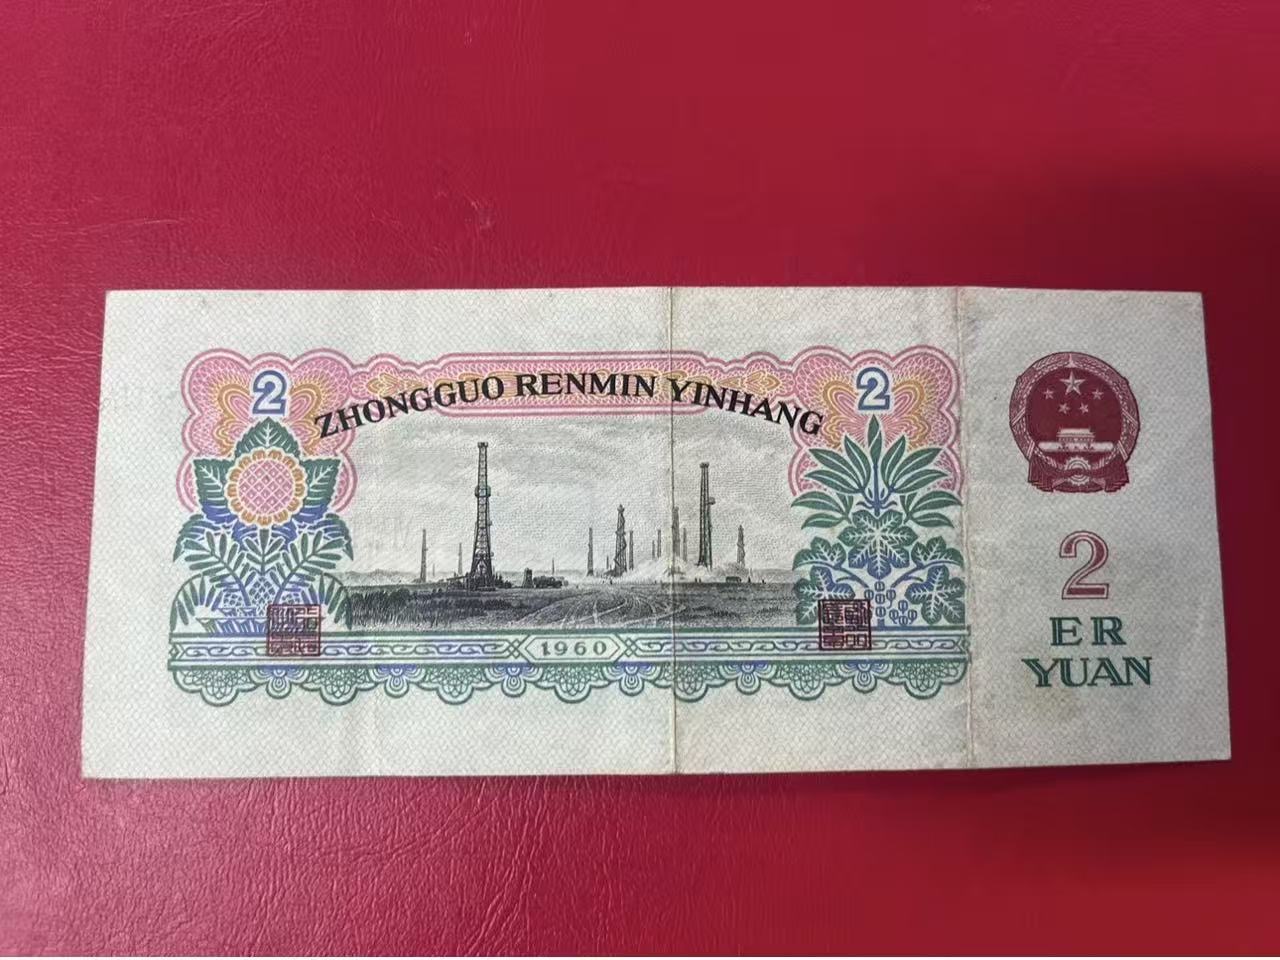 2
2
ZHONGGUO RENMIN YINHANG
1960
2
ER
YUAN